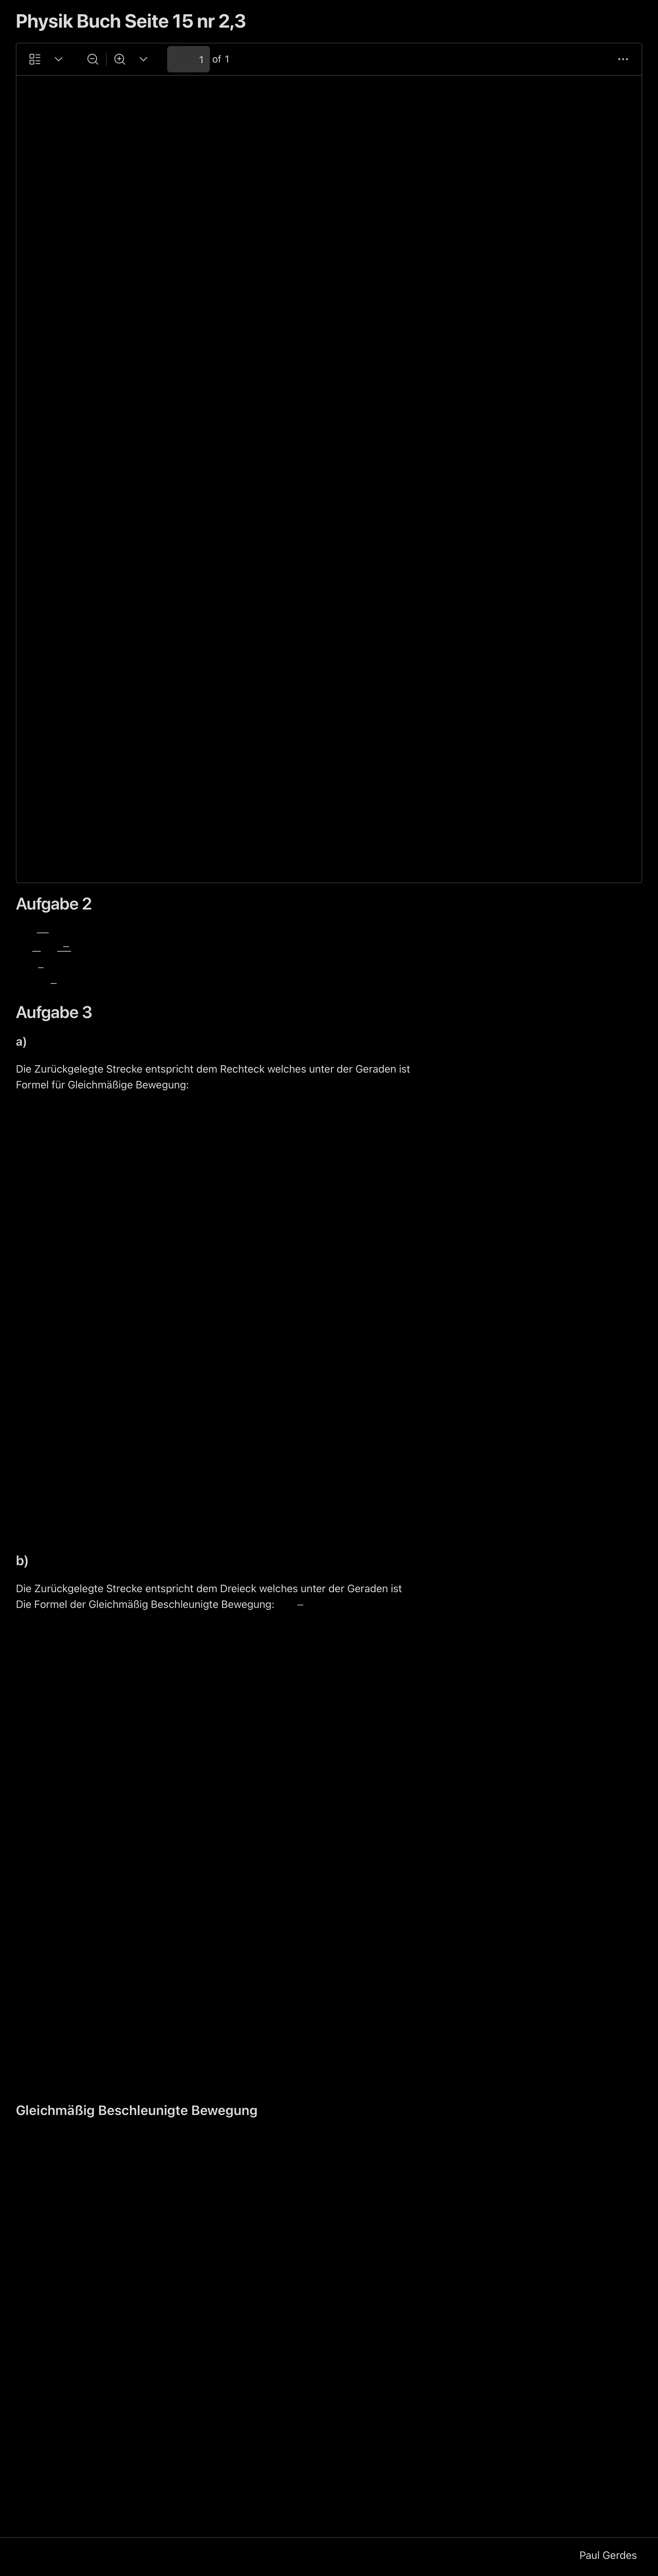 Physik Buch Seite 15 nr 2,3
1 of 1
Aufgabe 2
Aufgabe 3
a)
Die Zurückgelegte Strecke entspricht dem Rechteck welches unter der Geraden ist
Formel für Gleichmäßige Bewegung:
b)
Die Zurückgelegte Strecke entspricht dem Dreieck welches unter der Geraden ist
Die Formel der Gleichmäßig Beschleunigte Bewegung:
Gleichmäßig Beschleunigte Bewegung
Paul Gerdes